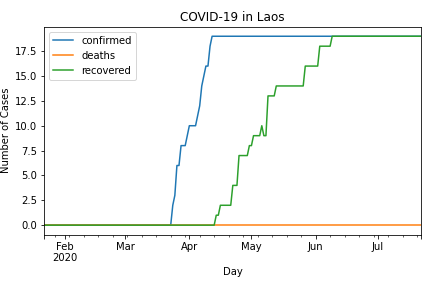 COVID-19 in Laos
confirmed
deaths
recovered
Number of Cases
17.5
15.0
12.5
10.0
7.5
5.0
2.5
0.0
Feb
2020
Mar
Apr
May
Jun
Jul
Day